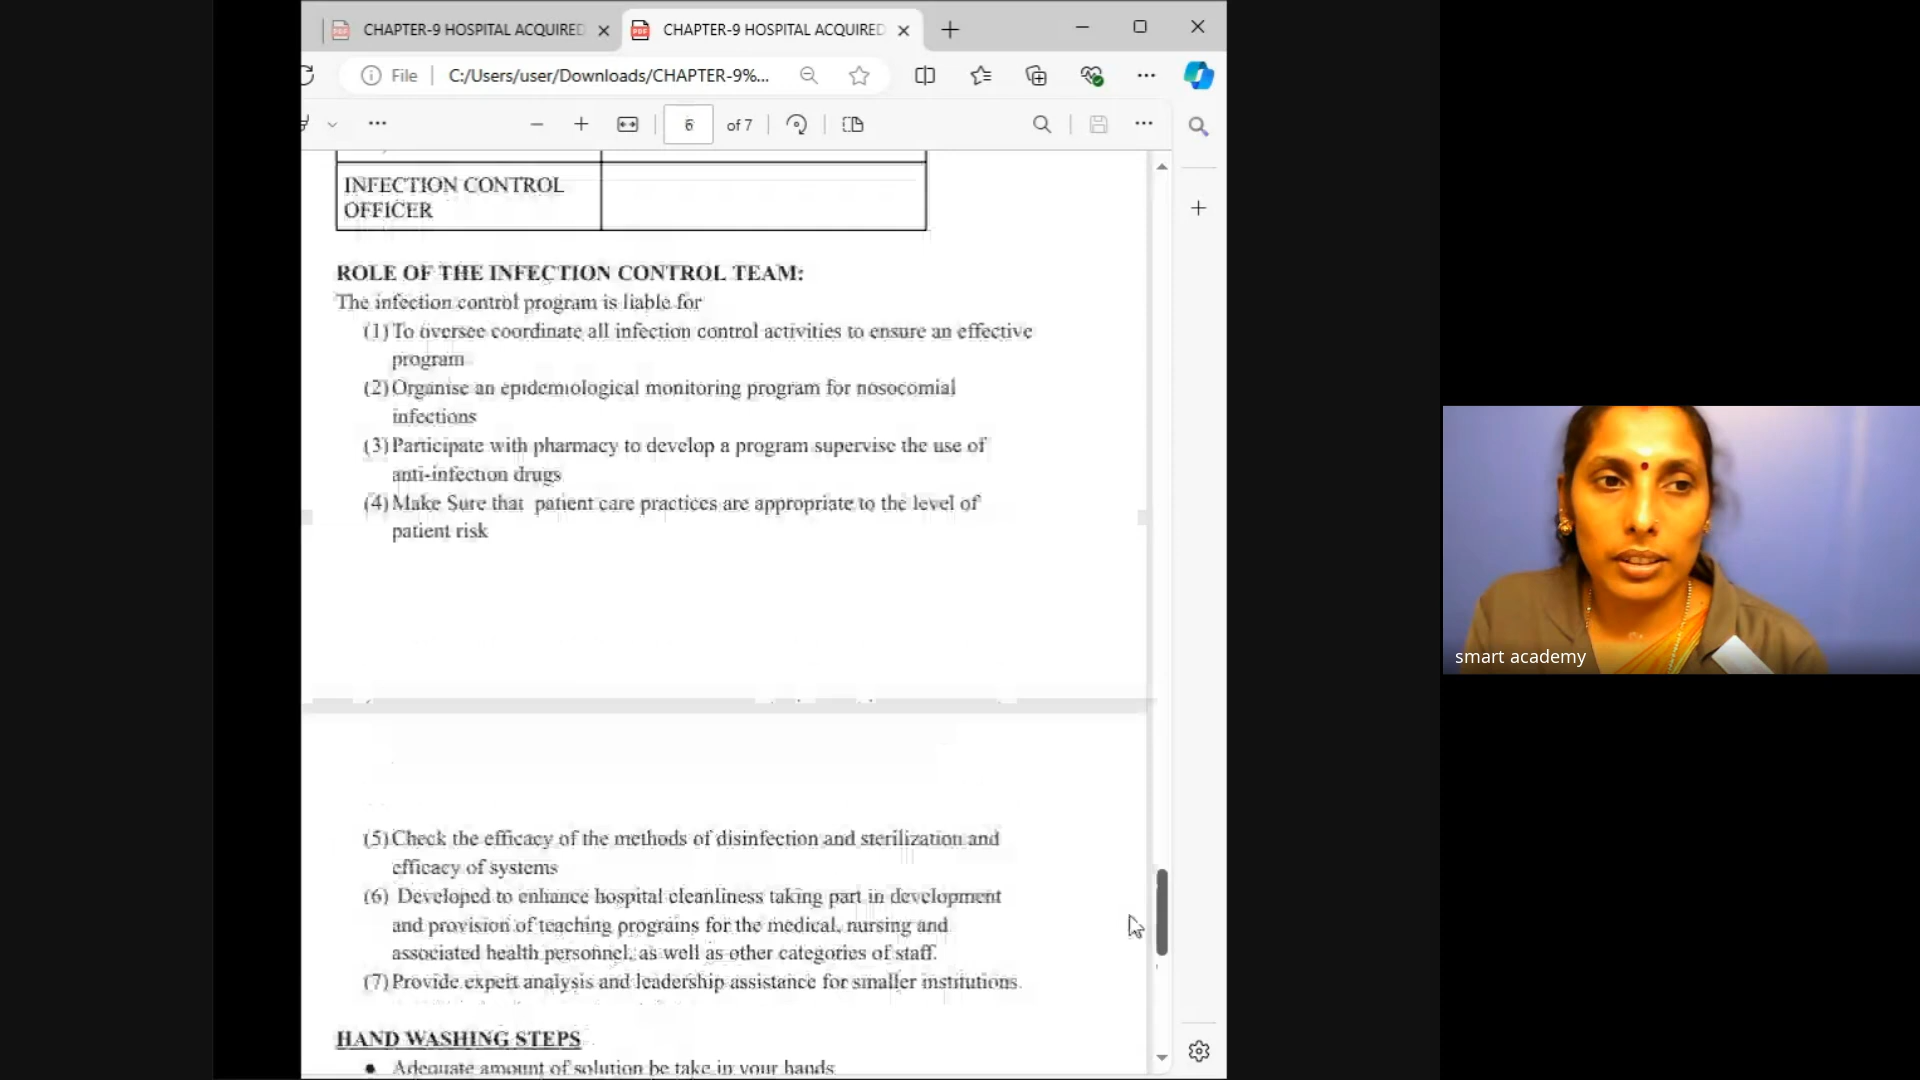 CHAPTER-9 HOSPITAL ACQUIRED
CHAPTER-9 HOSPITAL ACQUIRED
File
C:/Users/user/Downloads/CHAPTER-9%...
6 of 7
INFECTION CONTROL
OFFICER
ROLE OF THE INFECTION CONTROL TEAM:
The infection control program is liable for
(1) To oversee coordinate all infection control activities to ensure an effective
program
(2) Organise an epidemiological monitoring program for nosocomial
infections
(3) Participate with pharmacy to develop a program supervise the use of
anti-infection drugs
(4) Make Sure that patient care practices are appropriate to the level of
patient risk
(5) Check the efficacy of the methods of disinfection and sterilization and
efficacy of systems
(6) Developed to enhance hospital cleanliness taking part in development
and provision of teaching programs for the medical, nursing and
associated health personnel, as well as other categories of staff.
(7) Provide expert analysis and leadership assistance for smaller institutions.
HAND WASHING STEPS
● Adequate amount of solution be take in your hands
smart academy